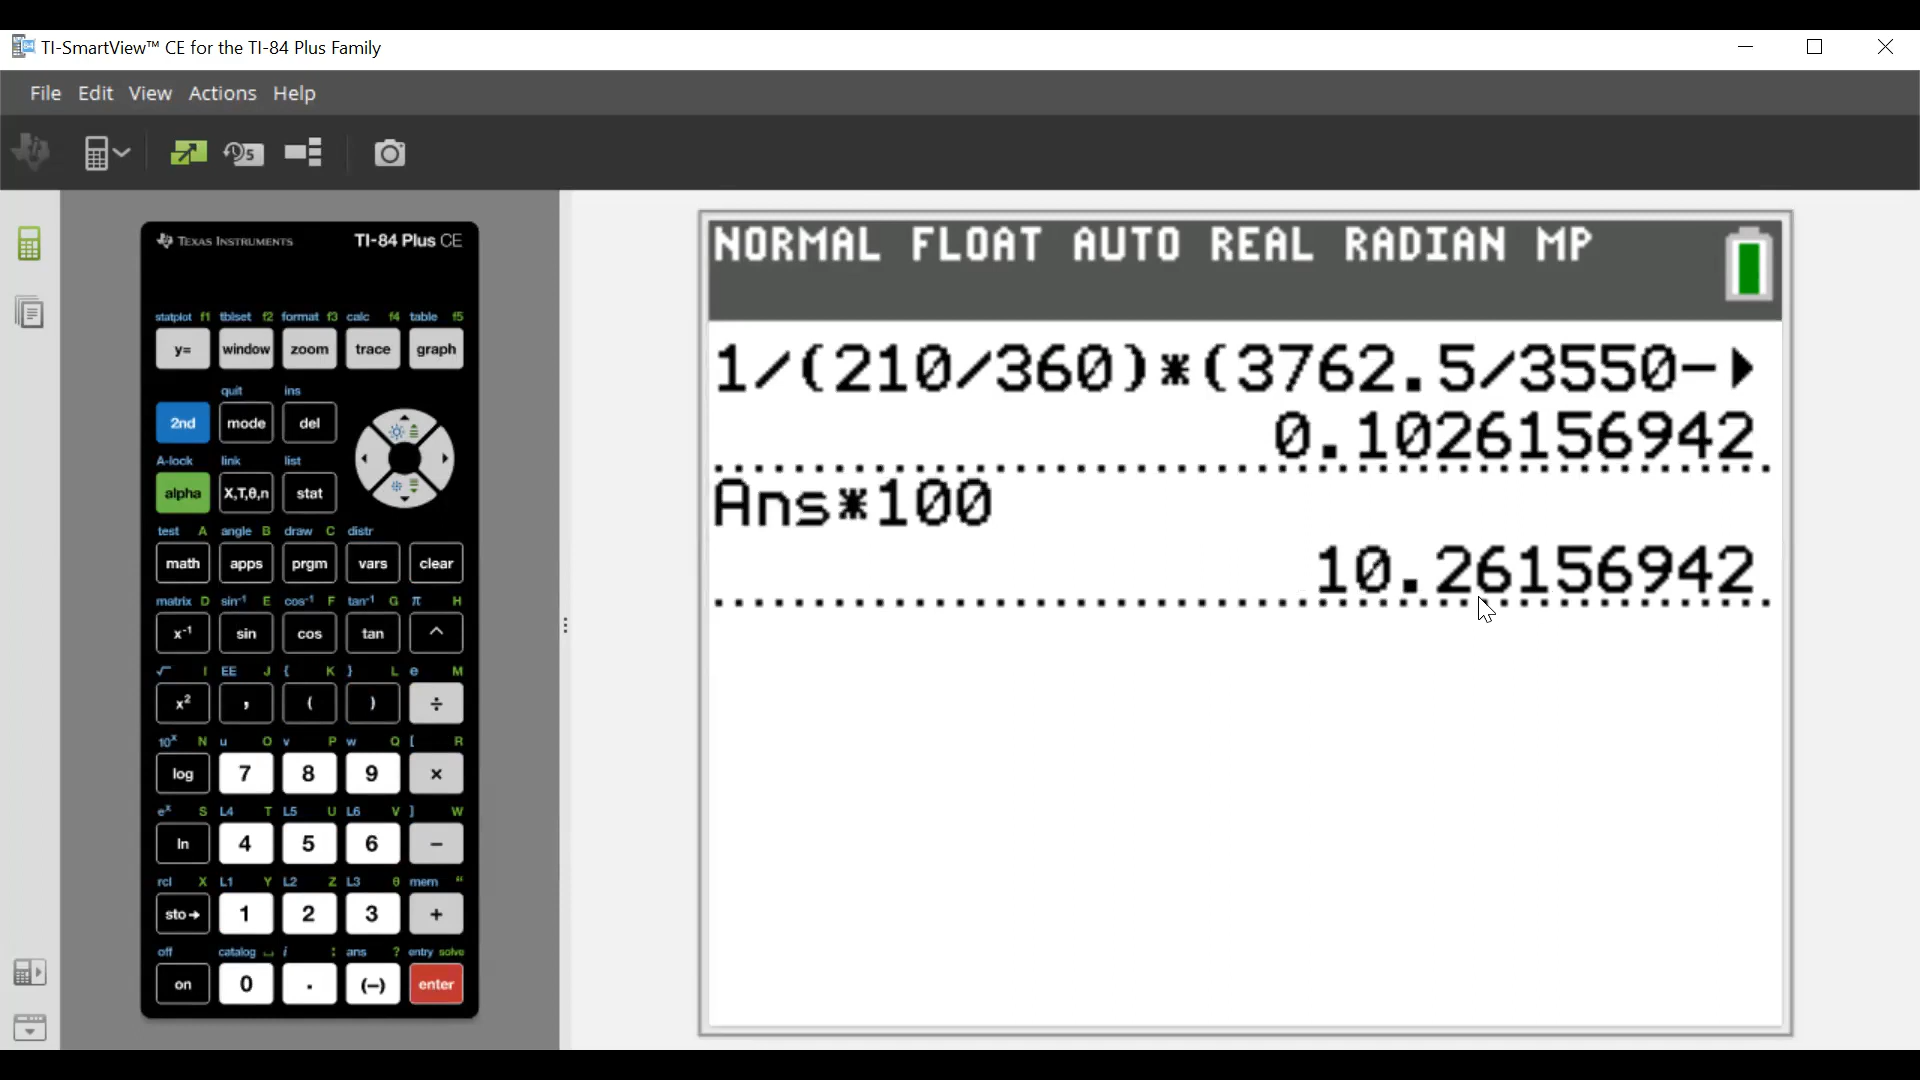 TI-SmartView™ CE for the TI-84 Plus Family
File Edit View Actions Help
5
TEXAS INSTRUMENTS TI-84 Plus CE
statplot f1 tblset f2 format f3 calc f4 table f5
y= window zoom trace graph
quit ins
2nd mode del
A-lock link list
alpha X,T,θ,n stat
test A angle B draw C distr
math apps prgm vars clear
matrix D sin⁻¹ E cos⁻¹ F tan⁻¹ G π H
x⁻¹ sin cos tan ^
√ I EE J { K } L e M
x² , ( ) ÷
10ˣ N u O v P w Q [ R
log 7 8 9 ×
eˣ S L4 T L5 U L6 V ] W
ln 4 5 6 −
rcl X L1 Y L2 Z L3 θ mem "
sto→ 1 2 3 +
off catalog ⎵ i : ans ? entry solve
on 0 . (−) enter
NORMAL FLOAT AUTO REAL RADIAN MP
1/(210/360)*(3762.5/3550-
0.1026156942
Ans*100
10.26156942